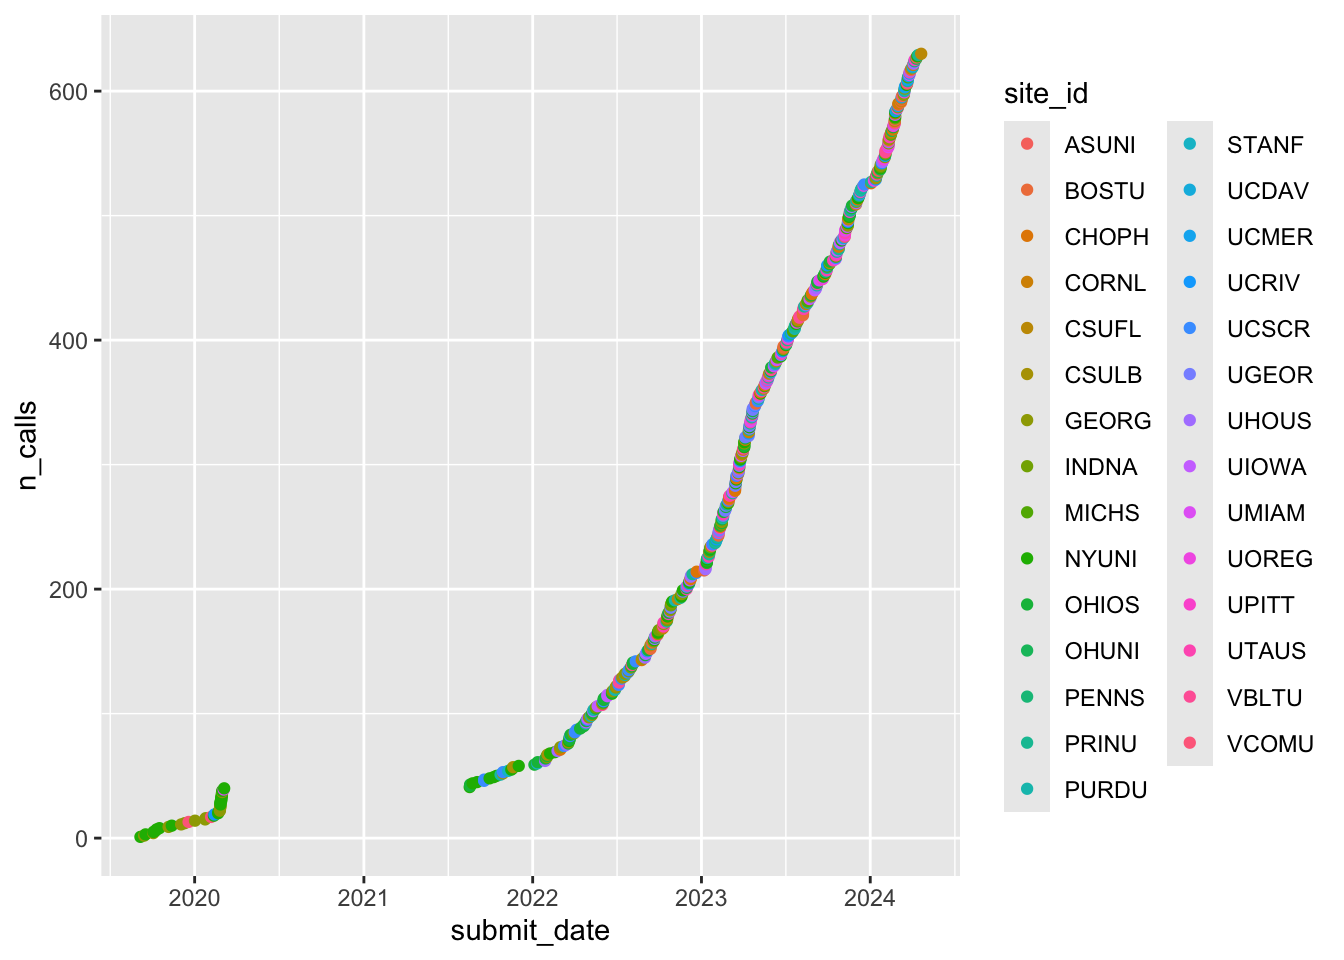 n_calls
600
400
200
0
2020
2021
2022
2023
2024
submit_date
site_id
ASUNI
BOSTU
CHOPH
CORNL
CSUFL
CSULB
GEORG
INDNA
MICHS
NYUNI
OHIOS
OHUNI
PENNS
PRINU
PURDU
STANF
UCDAV
UCMER
UCRIV
UCSCR
UGEOR
UHOUS
UIOWA
UMIAM
UOREG
UPITT
UTAUS
VBLTU
VCOMU